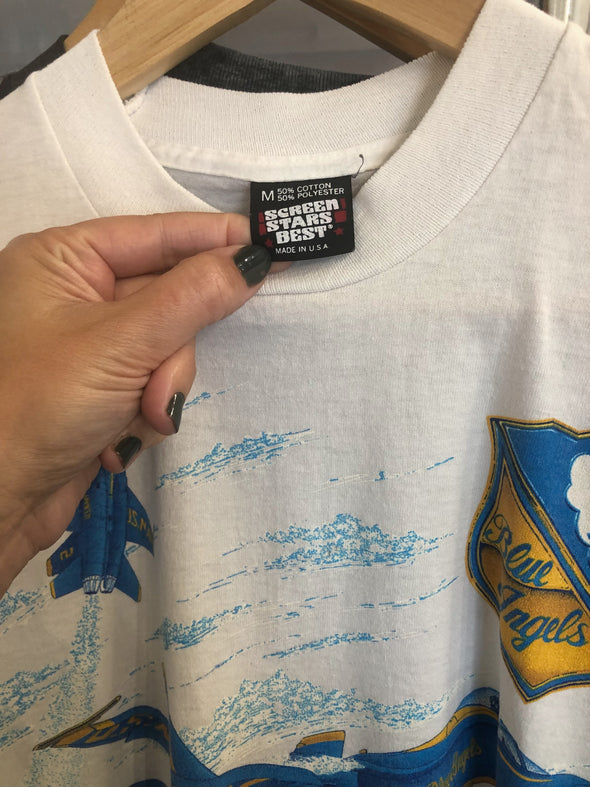 M 50% COTTON
50% POLYESTER
SCREEN
STARS
BEST®
MADE IN U.S.A.
Blue
Angels